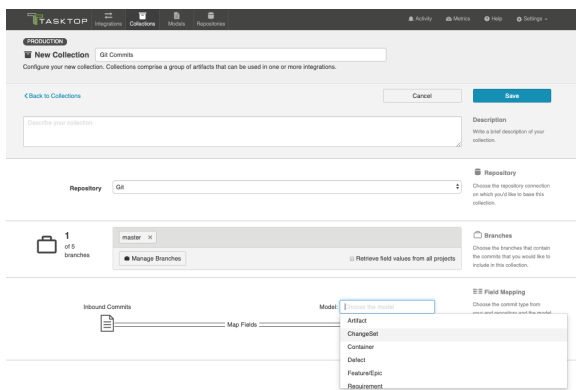 TASKTOP
Integrations
Collections
Models
Repositories
Activity
Metrics
Help
Settings
PRODUCTION
New Collection
Git Commits
Configure your new collection. Collections comprise a group of artifacts that can be used in one or more integrations.
Back to Collections
Cancel
Save
Describe your collection
Description
Write a brief description of your
collection.
Repository
Git
Repository
Choose the repository connection
on which you'd like to base this
collection.
1
of 5
branches
master ×
Manage Branches
Retrieve field values from all projects
Branches
Choose the branches that contain
the commits that you would like to
include in this collection.
Inbound Commits
Map Fields
Model:
Choose the model
Artifact
ChangeSet
Container
Defect
Feature/Epic
Requirement
Field Mapping
Choose the commit type from
your end repository and the model